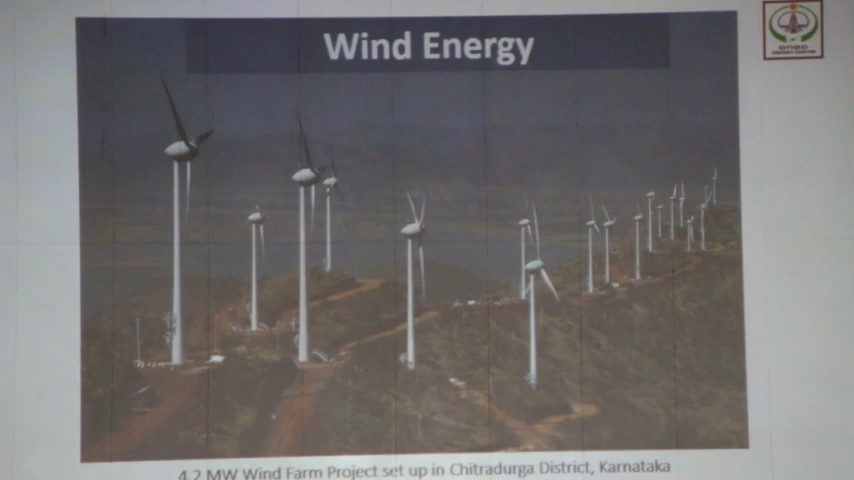 Wind Energy
4.2 MW Wind Farm Project set up in Chitradurga District, Karnataka